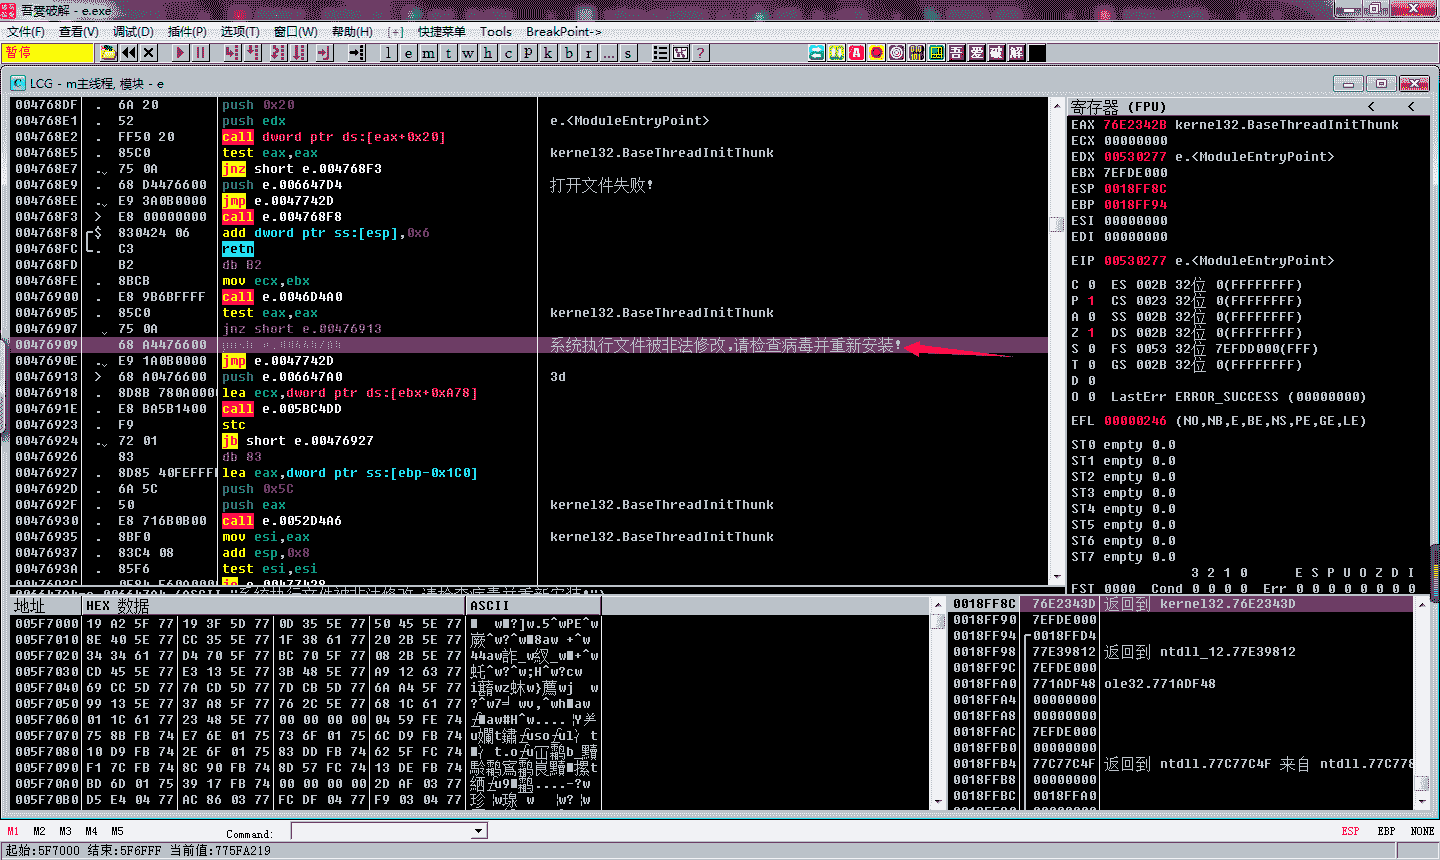 吾爱破解 - e.exe
文件(F) 查看(V) 调试(D) 插件(P) 选项(T) 窗口(W) 帮助(H) [+] 快捷菜单 Tools BreakPoint->
暂停 l e m t w h c p k b r ... s ? 吾 爱 破 解
LCG - m主线程, 模块 - e
004768DF . 6A 20 push 0x20
004768E1 . 52 push edx e.<ModuleEntryPoint>
004768E2 . FF50 20 call dword ptr ds:[eax+0x20]
004768E5 . 85C0 test eax,eax kernel32.BaseThreadInitThunk
004768E7 . 75 0A jnz short e.004768F3
004768E9 . 68 D4476600 push e.006647D4 打开文件失败!
004768EE . E9 3A0B0000 jmp e.0047742D
004768F3 > E8 00000000 call e.004768F8
004768F8 $ 830424 06 add dword ptr ss:[esp],0x6
004768FC . C3 retn
004768FD B2 db B2
004768FE . 8BCB mov ecx,ebx
00476900 . E8 9B6BFFFF call e.0046D4A0
00476905 . 85C0 test eax,eax kernel32.BaseThreadInitThunk
00476907 . 75 0A jnz short e.00476913
00476909 68 A4476600 push e.006647A4 系统执行文件被非法修改,请检查病毒并重新安装!
0047690E . E9 1A0B0000 jmp e.0047742D
00476913 > 68 A0476600 push e.006647A0 3d
00476918 . 8D8B 780A0000 lea ecx,dword ptr ds:[ebx+0xA78]
0047691E . E8 BA5B1400 call e.005BC4DD
00476923 . F9 stc
00476924 . 72 01 jb short e.00476927
00476926 83 db 83
00476927 . 8D85 40FEFFFF lea eax,dword ptr ss:[ebp-0x1C0]
0047692D . 6A 5C push 0x5C
0047692F . 50 push eax kernel32.BaseThreadInitThunk
00476930 . E8 716B0B00 call e.0052D4A6
00476935 . 8BF0 mov esi,eax kernel32.BaseThreadInitThunk
00476937 . 83C4 08 add esp,0x8
0047693A . 85F6 test esi,esi
寄存器 (FPU) < <
EAX 76E2342B kernel32.BaseThreadInitThunk
ECX 00000000
EDX 00530277 e.<ModuleEntryPoint>
EBX 7EFDE000
ESP 0018FF8C
EBP 0018FF94
ESI 00000000
EDI 00000000
EIP 00530277 e.<ModuleEntryPoint>
C 0 ES 002B 32位 0(FFFFFFFF)
P 1 CS 0023 32位 0(FFFFFFFF)
A 0 SS 002B 32位 0(FFFFFFFF)
Z 1 DS 002B 32位 0(FFFFFFFF)
S 0 FS 0053 32位 7EFDD000(FFF)
T 0 GS 002B 32位 0(FFFFFFFF)
D 0
O 0 LastErr ERROR_SUCCESS (00000000)
EFL 00000246 (NO,NB,E,BE,NS,PE,GE,LE)
ST0 empty 0.0
ST1 empty 0.0
ST2 empty 0.0
ST3 empty 0.0
ST4 empty 0.0
ST5 empty 0.0
ST6 empty 0.0
ST7 empty 0.0
3 2 1 0 E S P U O Z D I
FST 0000 Cond 0 0 0 0 Err 0 0 0 0 0 0 0 0
地址 HEX 数据 ASCII
005F7000 19 A2 5F 77 19 3F 5D 77 0D 35 5E 77 50 45 5E 77
005F7010 8E 40 5E 77 CC 35 5E 77 1F 38 61 77 20 2B 5E 77
005F7020 34 34 61 77 D4 70 5F 77 BC 70 5F 77 08 2B 5E 77
005F7030 CD 45 5E 77 E3 13 5E 77 3B 48 5E 77 A9 12 63 77
005F7040 69 CC 5D 77 7A CD 5D 77 7D CB 5D 77 6A A4 5F 77
005F7050 99 13 5E 77 37 A8 5F 77 76 2C 5E 77 68 1C 61 77
005F7060 01 1C 61 77 23 48 5E 77 00 00 00 00 04 59 FE 74
005F7070 75 8B FB 74 E7 6E 01 75 73 6F 01 75 6C D9 FB 74
005F7080 10 D9 FB 74 2E 6F 01 75 83 DD FB 74 62 5F FC 74
005F7090 F1 7C FB 74 8C 90 FB 74 8D 57 FC 74 13 DE FB 74
005F70A0 BD 6D 01 75 39 17 FB 74 00 00 00 00 2D AF 03 77
005F70B0 D5 E4 04 77 AC 86 03 77 FC DF 04 77 F9 03 04 77
0018FF8C 76E2343D 返回到 kernel32.76E2343D
0018FF90 7EFDE000
0018FF94 0018FFD4
0018FF98 77E39812 返回到 ntdll_12.77E39812
0018FF9C 7EFDE000
0018FFA0 771ADF48 ole32.771ADF48
0018FFA4 00000000
0018FFA8 00000000
0018FFAC 7EFDE000
0018FFB0 00000000
0018FFB4 77C77C4F 返回到 ntdll.77C77C4F 来自 ntdll.77C778
0018FFB8 00000000
0018FFBC 0018FFA0
M1 M2 M3 M4 M5 Command: ESP EBP NONE
起始:5F7000 结束:5F6FFF 当前值:775FA219